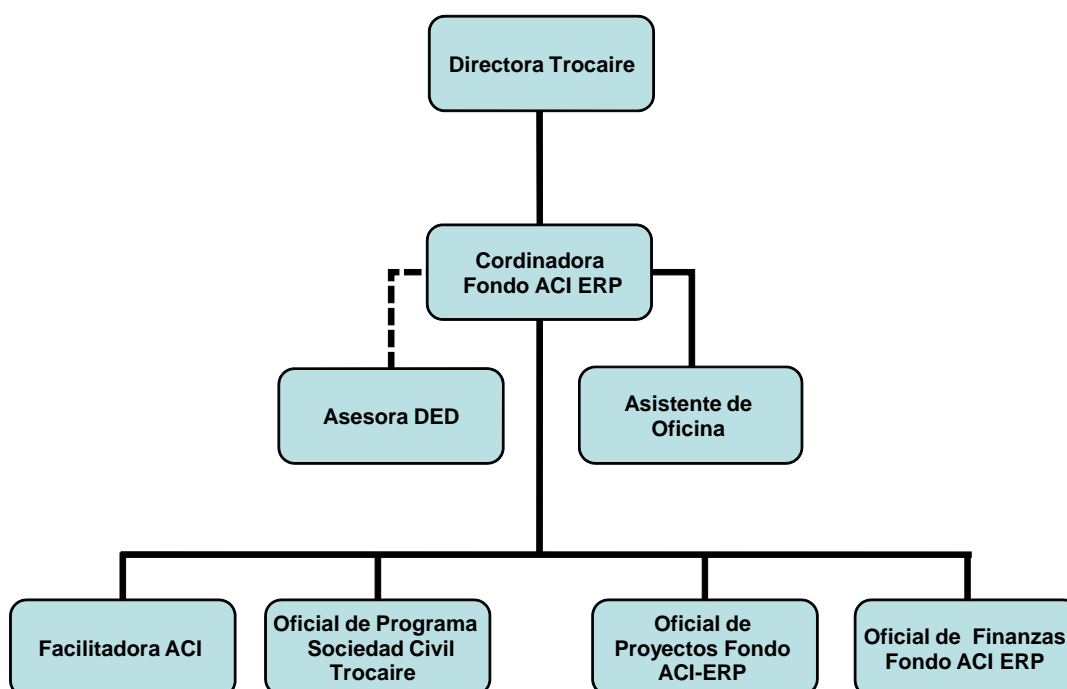 Directora Trocaire
Cordinadora
Fondo ACI ERP
Asesora DED
Asistente de
Oficina
Facilitadora ACI
Oficial de Programa
Sociedad Civil
Trocaire
Oficial de
Proyectos Fondo
ACI-ERP
Oficial de Finanzas
Fondo ACI ERP